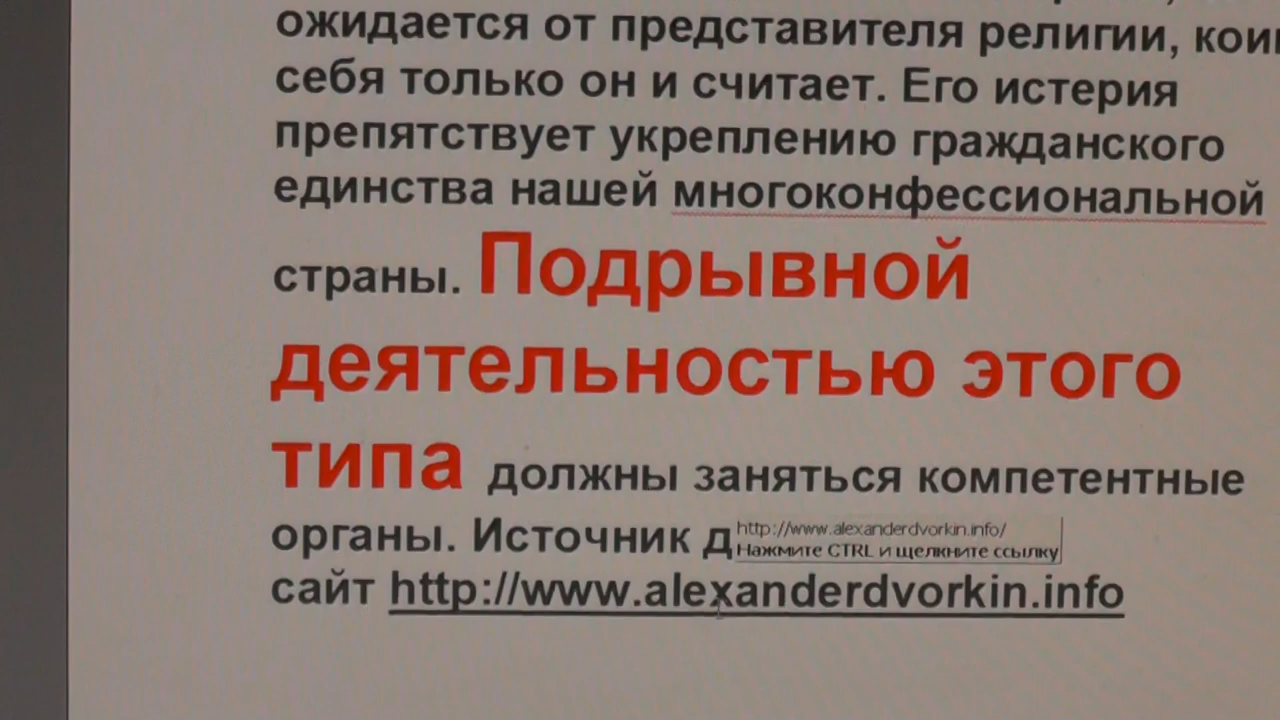 ожидается от представителя религии,
себя только он и считает. Его истерия
препятствует укреплению гражданского
единства нашей многоконфессиональной
страны. Подрывной
деятельностью этого
типа должны заняться компетентные
органы. Источник
http://www.alexanderdvorkin.info/
Нажмите CTRL и щелкните ссылку
сайт http://www.alexanderdvorkin.info